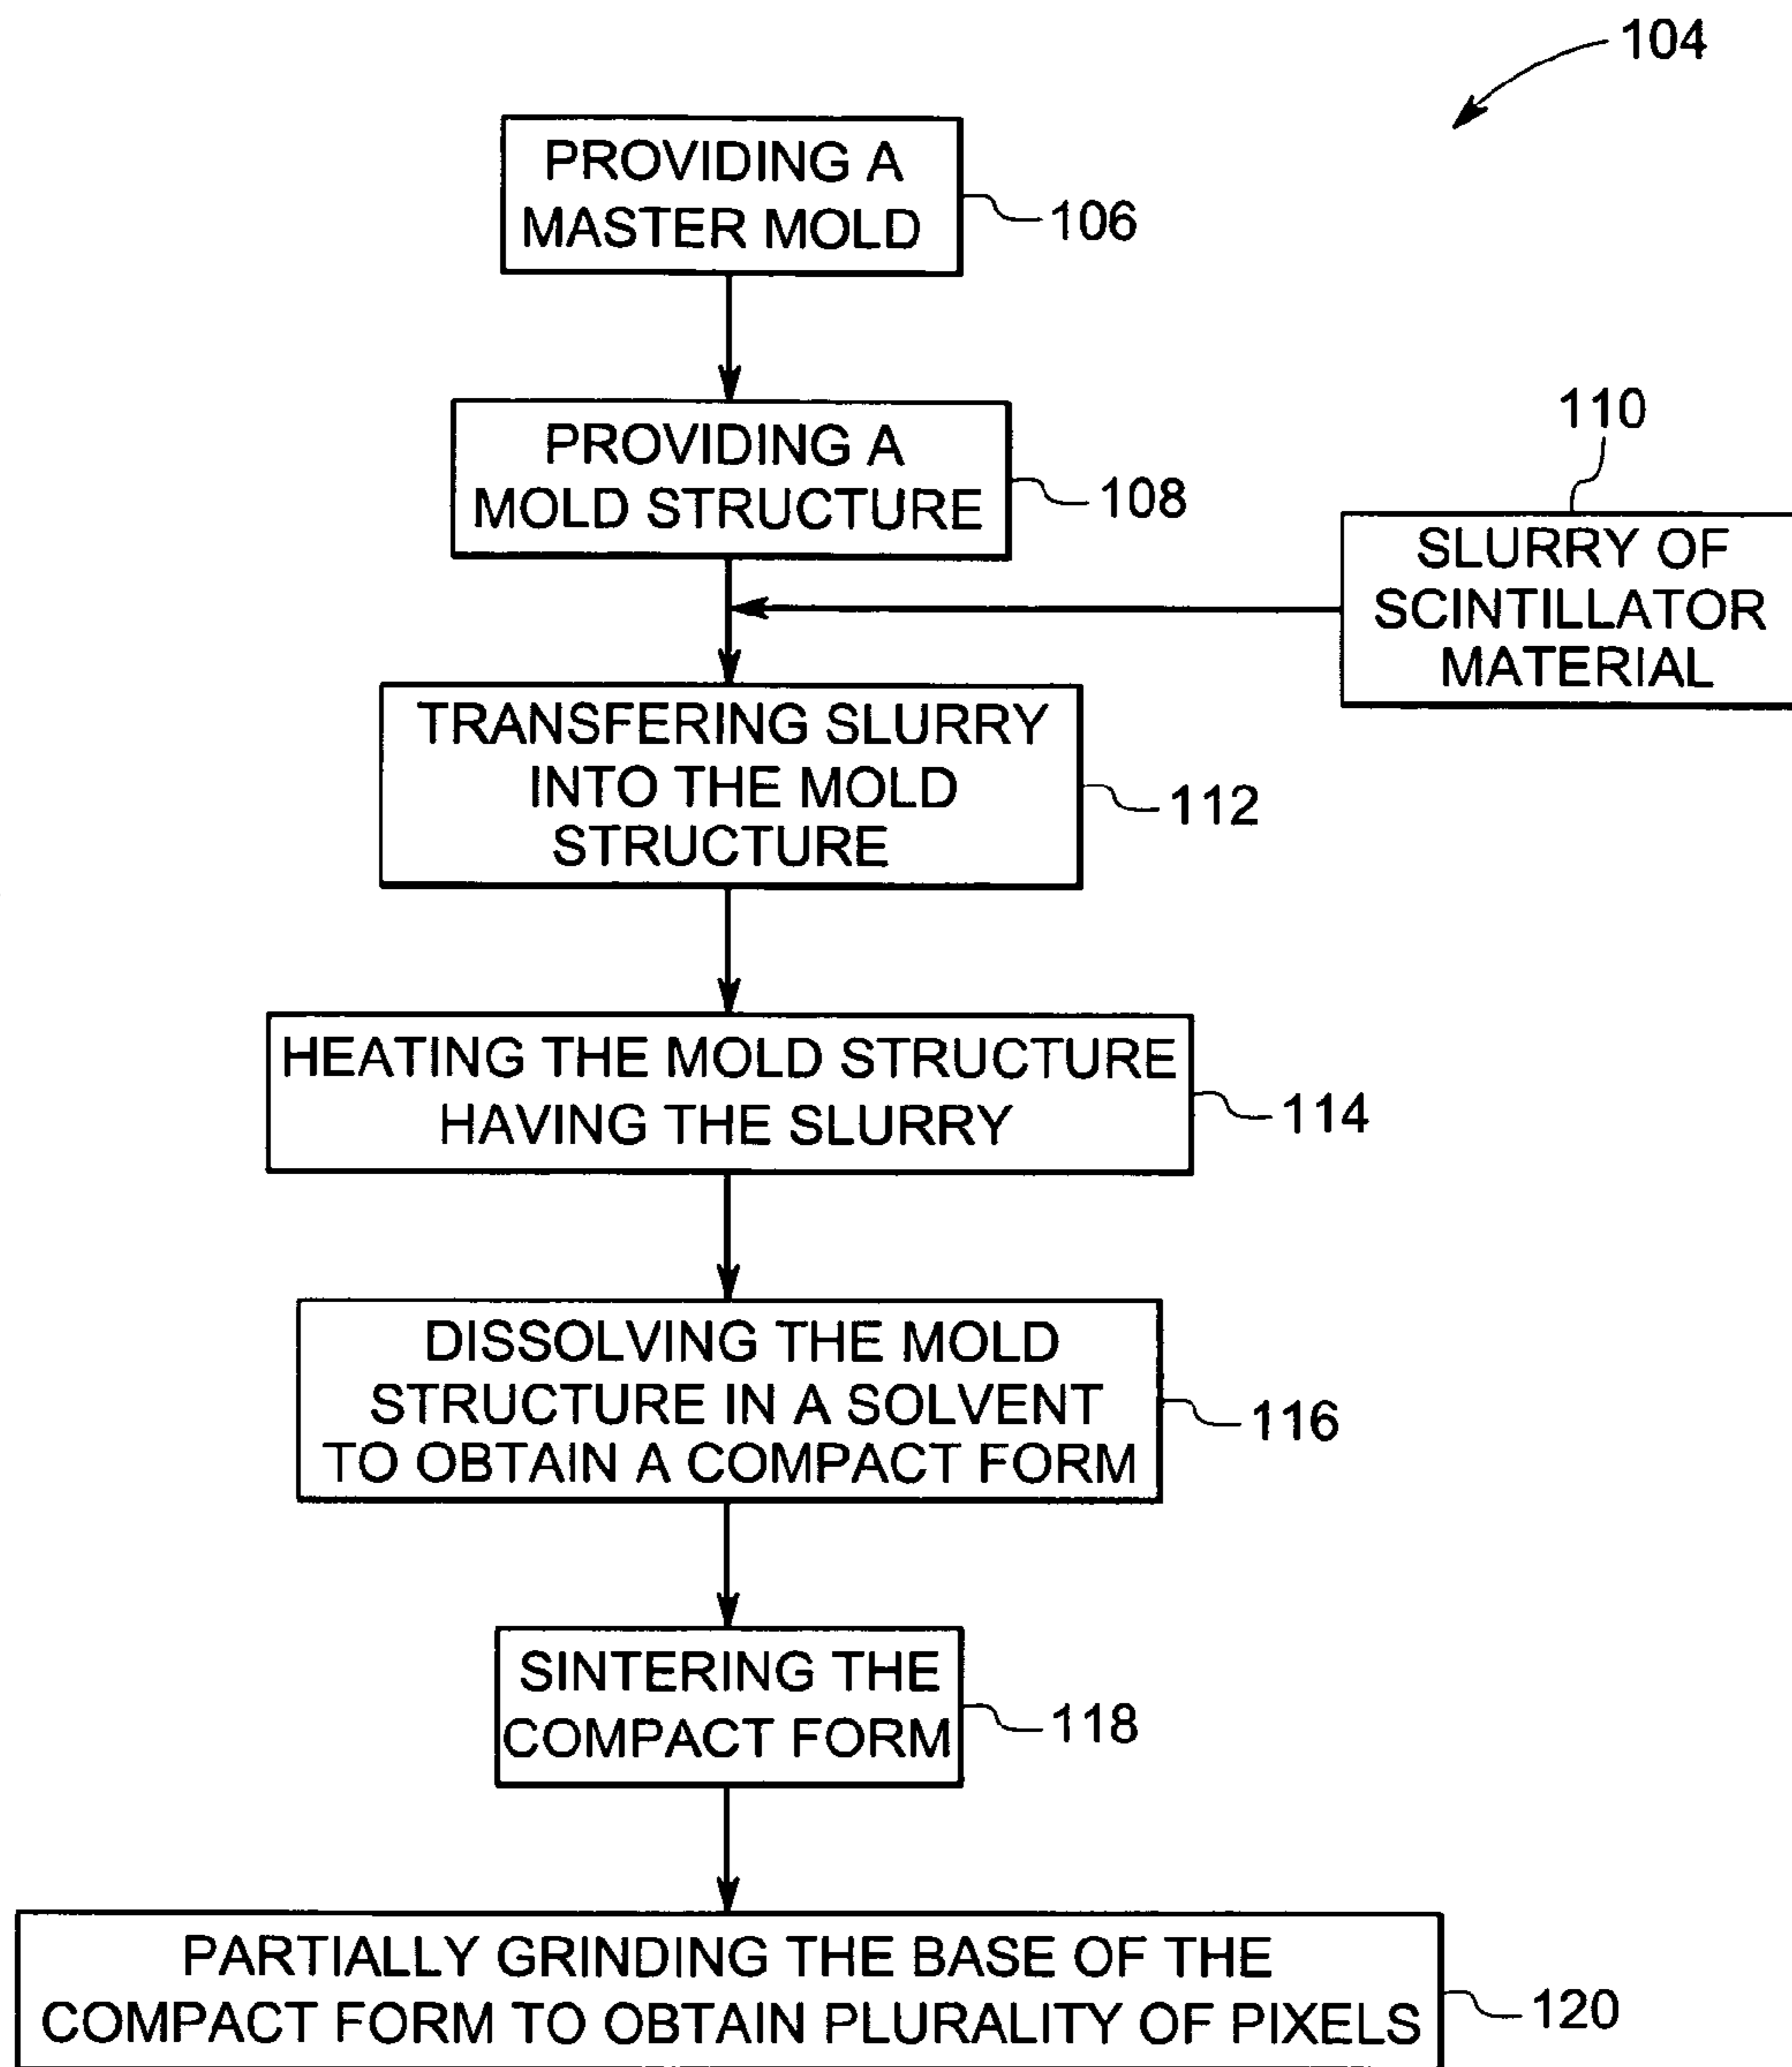 104
PROVIDING A
MASTER MOLD
106
PROVIDING A
MOLD STRUCTURE
108
110
SLURRY OF
SCINTILLATOR
MATERIAL
TRANSFERING SLURRY
INTO THE MOLD
STRUCTURE
112
HEATING THE MOLD STRUCTURE
HAVING THE SLURRY
114
DISSOLVING THE MOLD
STRUCTURE IN A SOLVENT
TO OBTAIN A COMPACT FORM
116
SINTERING THE
COMPACT FORM
118
PARTIALLY GRINDING THE BASE OF THE
COMPACT FORM TO OBTAIN PLURALITY OF PIXELS
120